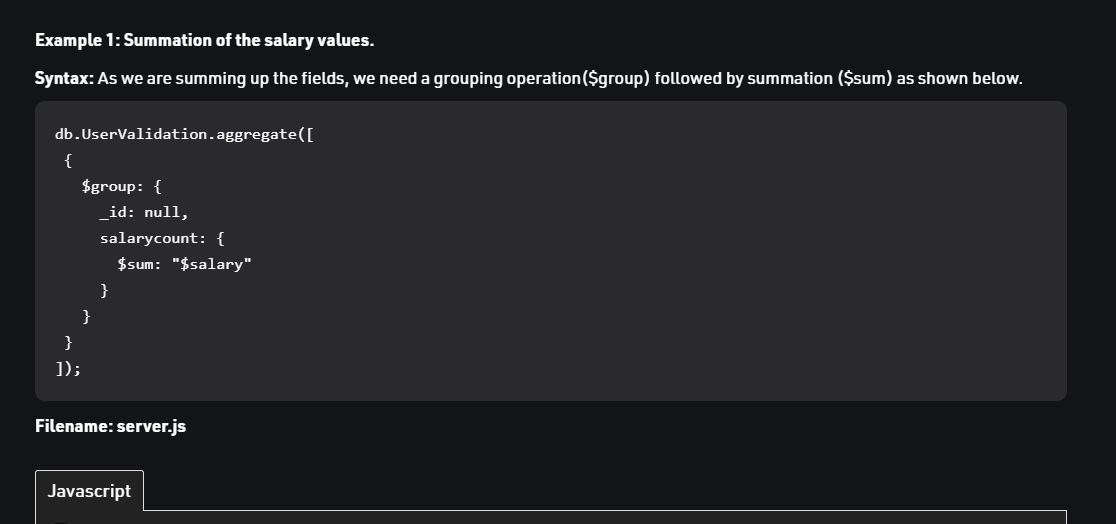 Example 1: Summation of the salary values.
Syntax: As we are summing up the fields, we need a grouping operation($group) followed by summation ($sum) as shown below.
db.UserValidation.aggregate([
 {
   $group: {
     _id: null,
     salarycount: {
       $sum: "$salary"
     }
   }
 }
]);
Filename: server.js
Javascript